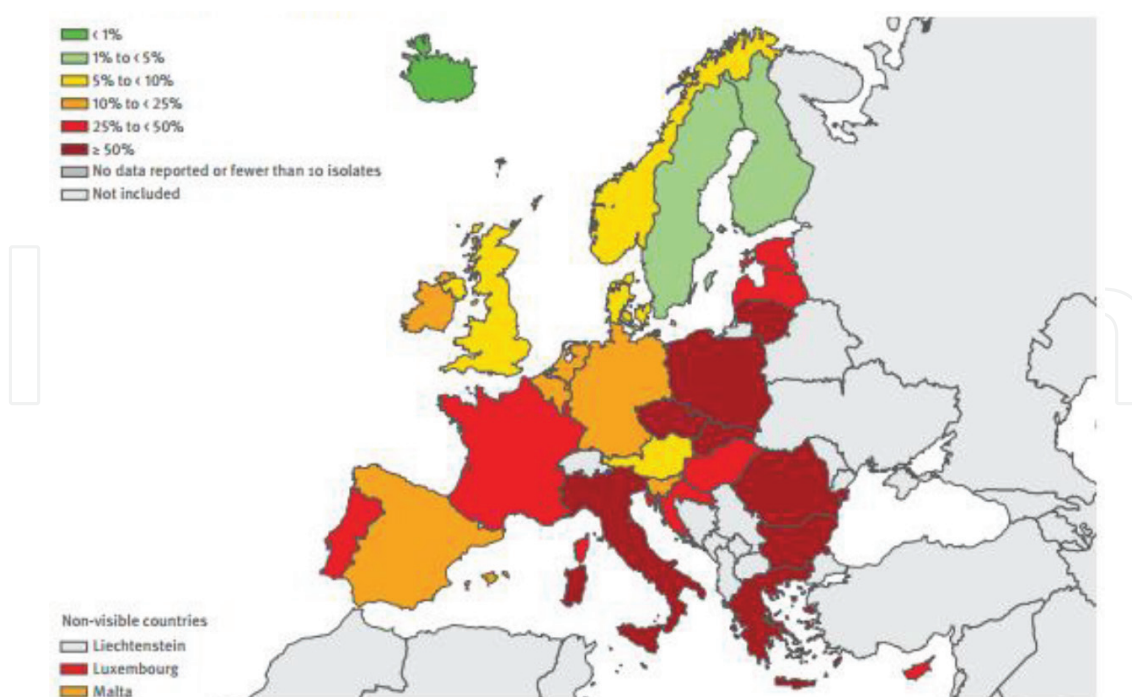 < 1%
1% to < 5%
5% to < 10%
10% to < 25%
25% to < 50%
≥ 50%
No data reported or fewer than 10 isolates
Not included
Non-visible countries
Liechtenstein
Luxembourg
Malta